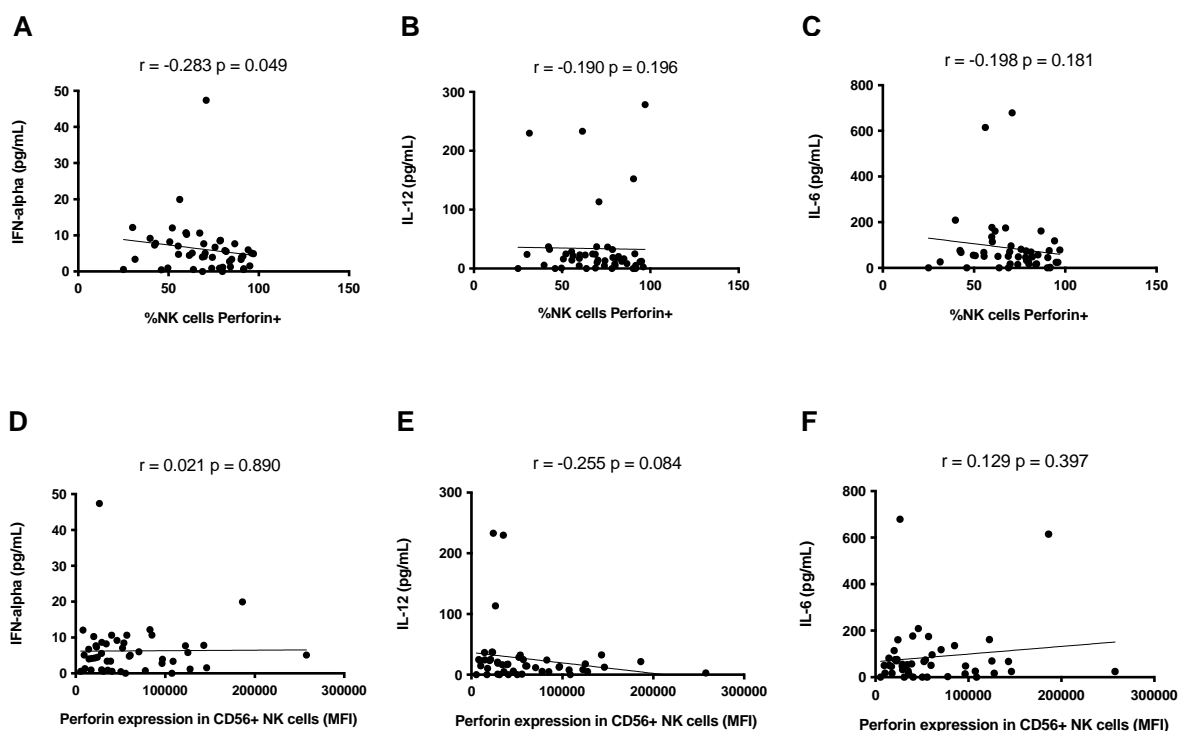 A
r = -0.283 p = 0.049
IFN-alpha (pg/mL)
50
40
30
20
10
0
0 50 100 150
%NK cells Perforin+
B
r = -0.190 p = 0.196
IL-12 (pg/mL)
300
200
100
0
0 50 100 150
%NK cells Perforin+
C
r = -0.198 p = 0.181
IL-6 (pg/mL)
800
600
400
200
0
0 50 100 150
%NK cells Perforin+
D
r = 0.021 p = 0.890
IFN-alpha (pg/mL)
50
40
30
20
10
0
0 100000 200000 300000
Perforin expression in CD56+ NK cells (MFI)
E
r = -0.255 p = 0.084
IL-12 (pg/mL)
300
200
100
0
0 100000 200000 300000
Perforin expression in CD56+ NK cells (MFI)
F
r = 0.129 p = 0.397
IL-6 (pg/mL)
800
600
400
200
0
0 100000 200000 300000
Perforin expression in CD56+ NK cells (MFI)